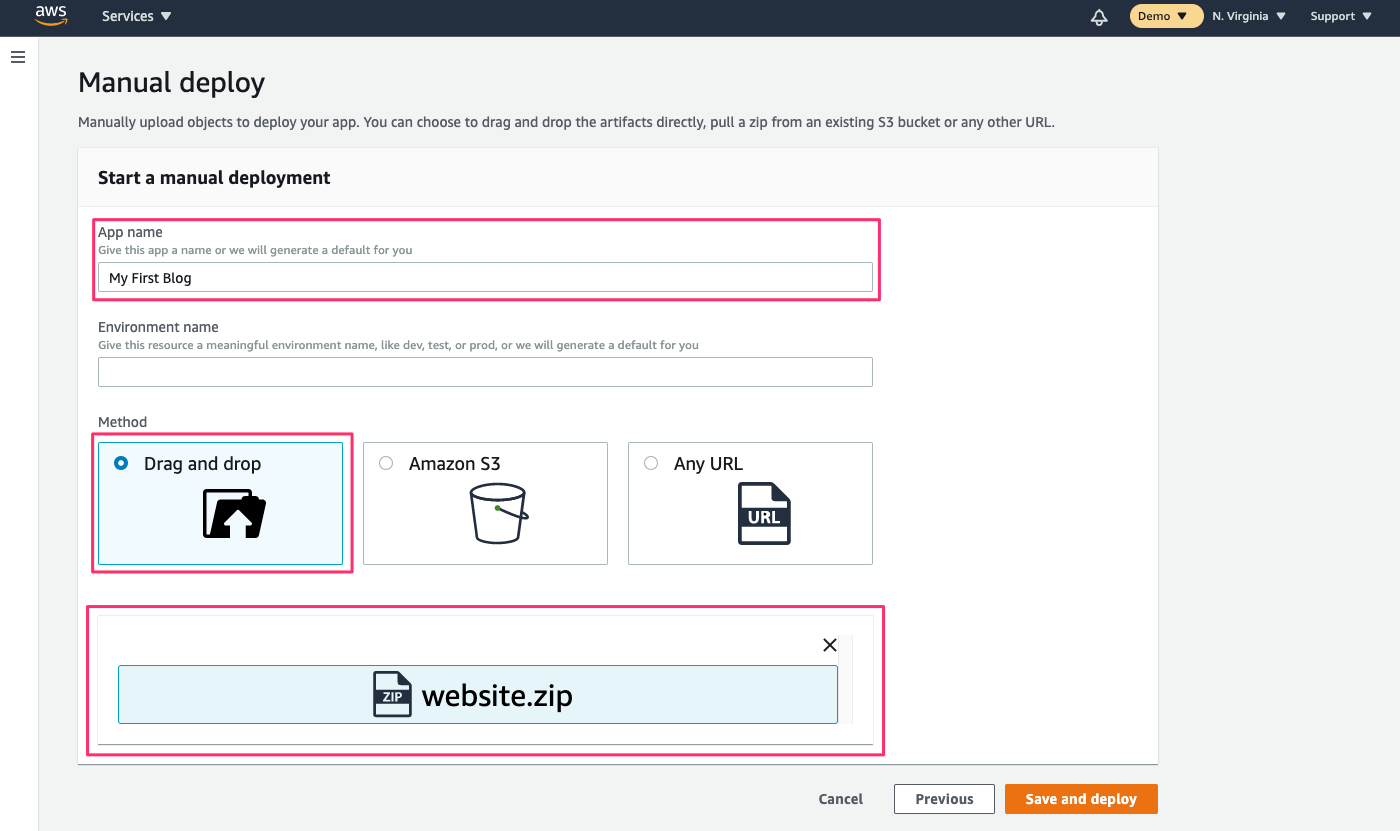 aws Services Demo N. Virginia Support
Manual deploy
Manually upload objects to deploy your app. You can choose to drag and drop the artifacts directly, pull a zip from an existing S3 bucket or any other URL.
Start a manual deployment
App name
Give this app a name or we will generate a default for you
My First Blog
Environment name
Give this resource a meaningful environment name, like dev, test, or prod, or we will generate a default for you
Method
Drag and drop
Amazon S3
Any URL
URL
ZIP website.zip
Cancel Previous Save and deploy